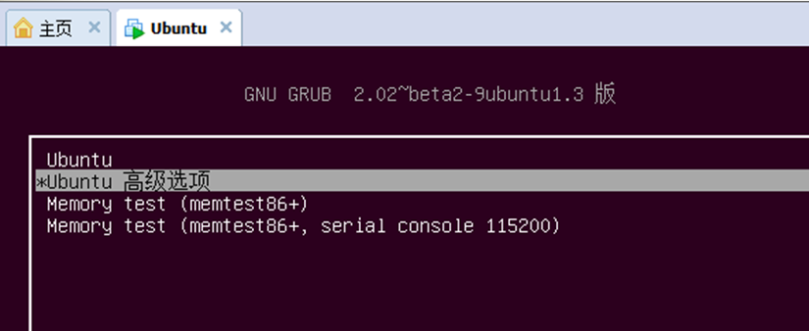 主页 × Ubuntu ×
GNU GRUB 2.02~beta2-9ubuntu1.3 版
Ubuntu
*Ubuntu 高级选项
Memory test (memtest86+)
Memory test (memtest86+, serial console 115200)